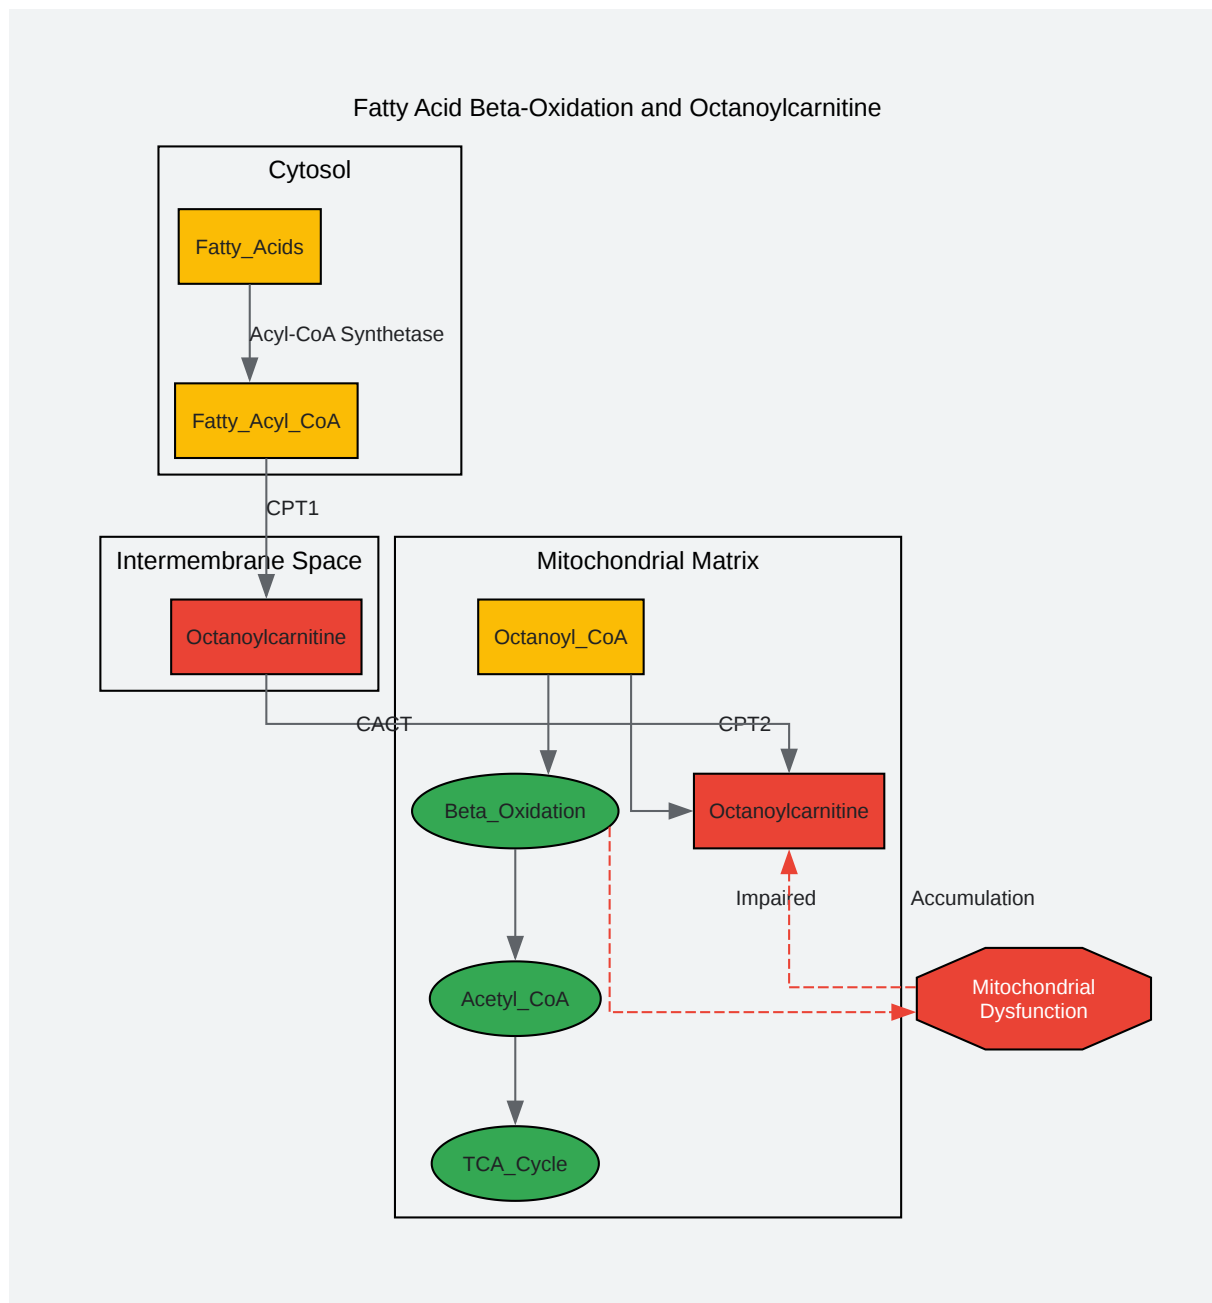 Fatty Acid Beta-Oxidation and Octanoylcarnitine
Cytosol
Fatty_Acids
Acyl-CoA Synthetase
Fatty_Acyl_CoA
CPT1
Intermembrane Space
Octanoylcarnitine
Mitochondrial Matrix
Octanoyl_CoA
CACT
CPT2
Beta_Oxidation
Octanoylcarnitine
Impaired
Accumulation
Acetyl_CoA
Mitochondrial
Dysfunction
TCA_Cycle